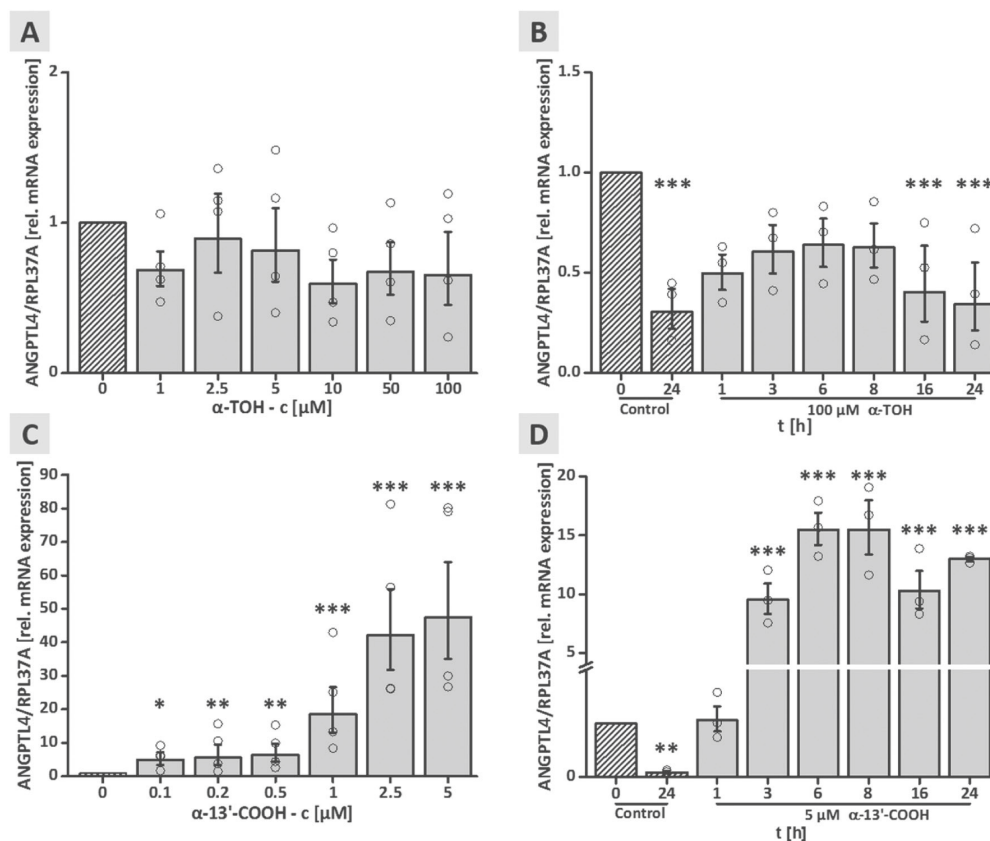 A
ANGPTL4/RPL37A [rel. mRNA expression]
2
1
0
0 1 2.5 5 10 50 100
α-TOH - c [µM]
B
ANGPTL4/RPL37A [rel. mRNA expression]
1.5
1.0
0.5
0.0
*** *** ***
0 24 1 3 6 8 16 24
Control 100 µM α-TOH
t [h]
C
ANGPTL4/RPL37A [rel. mRNA expression]
90
80
70
60
50
40
30
20
10
0
* ** ** *** *** ***
0 0.1 0.2 0.5 1 2.5 5
α-13'-COOH - c [µM]
D
ANGPTL4/RPL37A [rel. mRNA expression]
20
15
10
5
0
** *** *** *** *** ***
0 24 1 3 6 8 16 24
Control 5 µM α-13'-COOH
t [h]